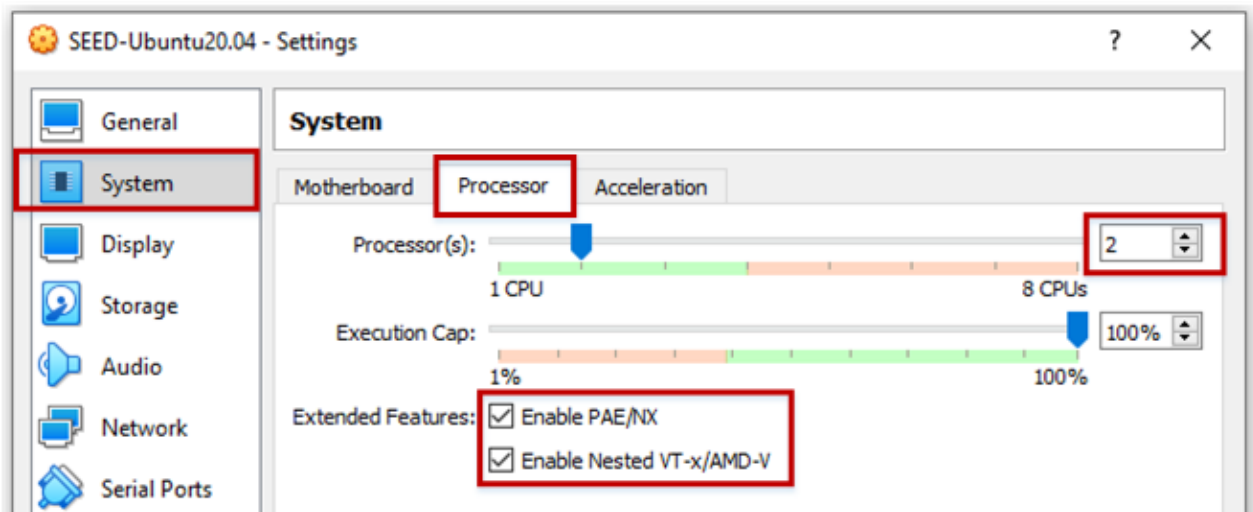 SEED-Ubuntu20.04 - Settings ? ×
General
System
Display
Storage
Audio
Network
Serial Ports
System
Motherboard Processor Acceleration
Processor(s): 2
1 CPU 8 CPUs
Execution Cap: 100%
1% 100%
Extended Features: Enable PAE/NX
Enable Nested VT-x/AMD-V